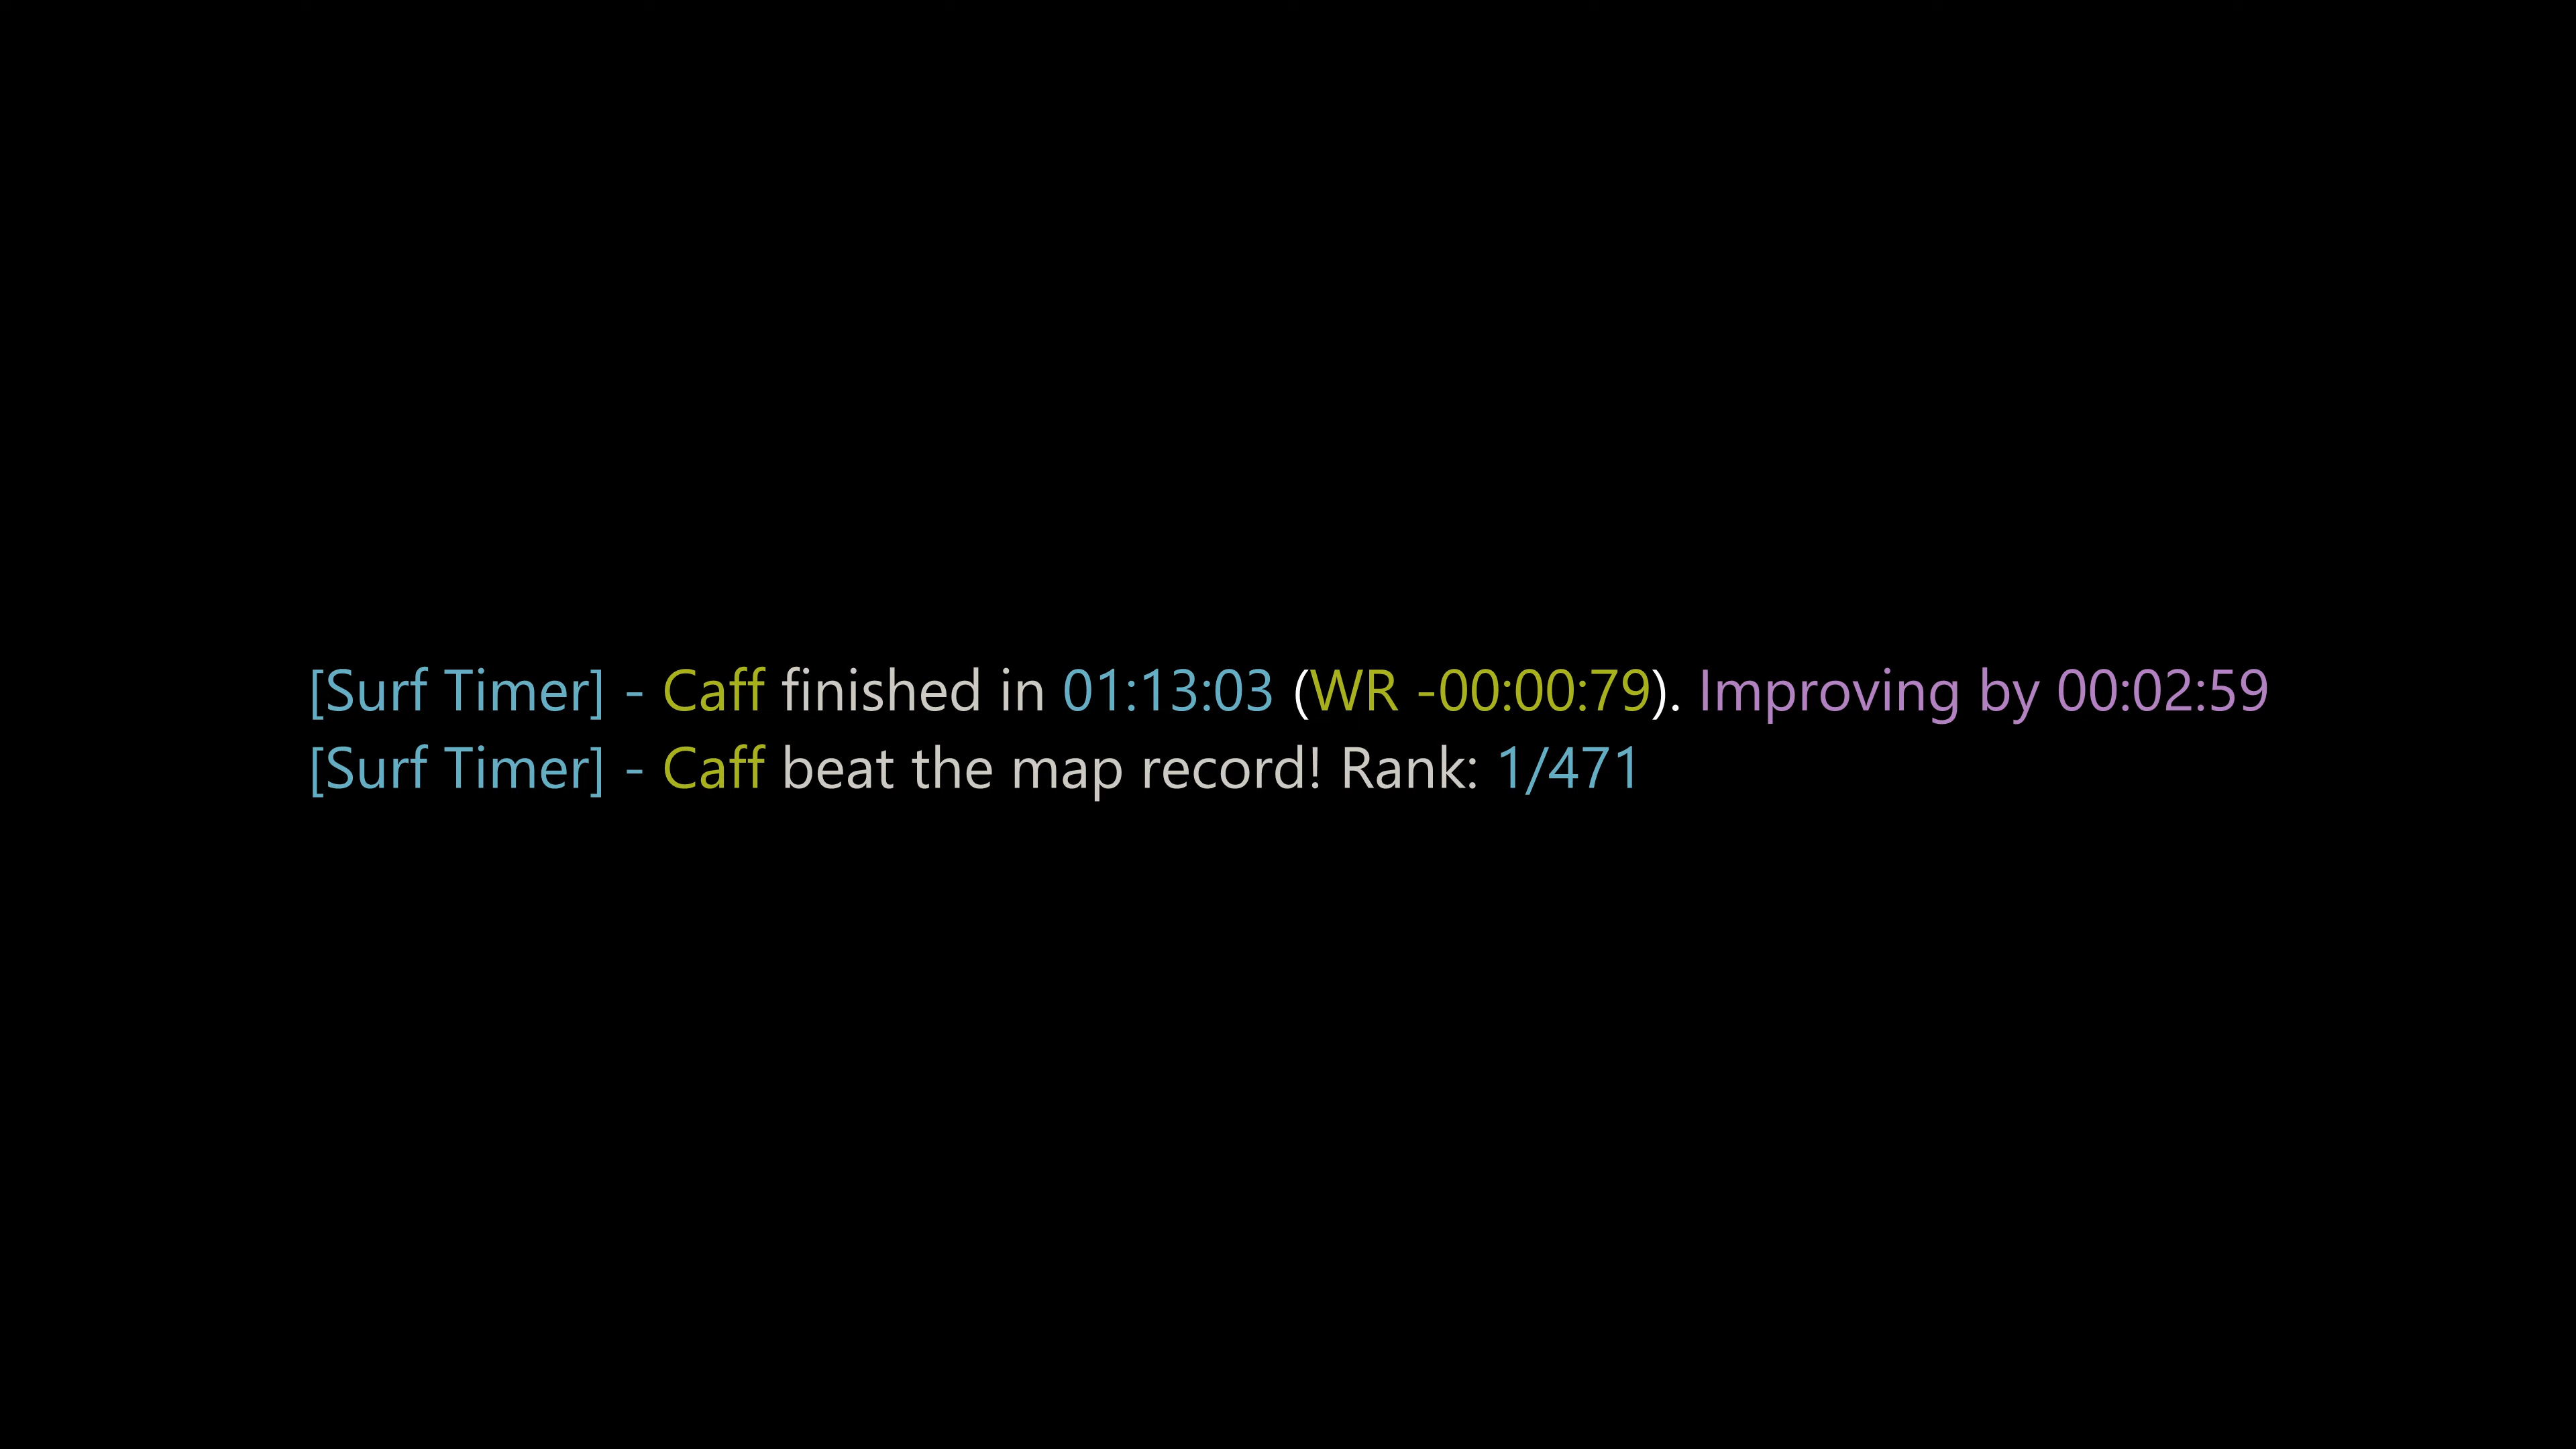 [Surf Timer] - Caff finished in 01:13:03 (WR -00:00:79). Improving by 00:02:59
[Surf Timer] - Caff beat the map record! Rank: 1/471